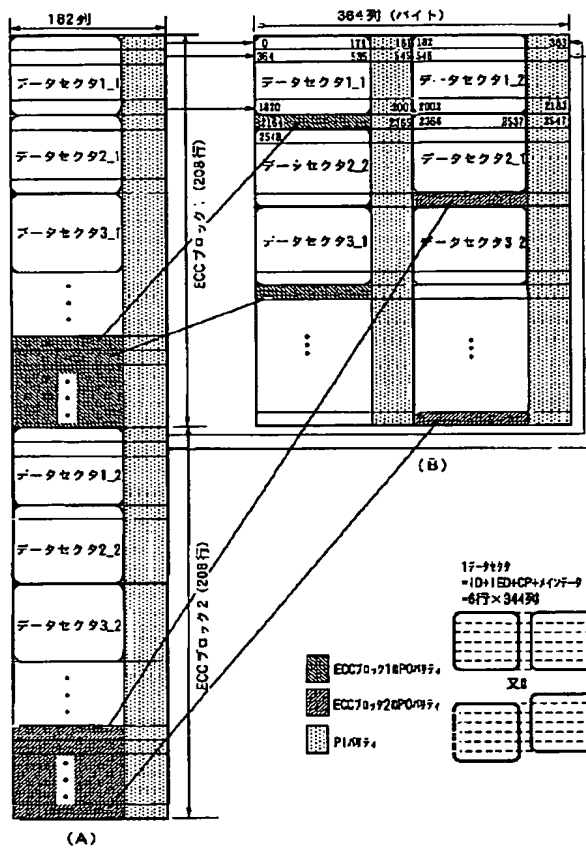 182列
データセクタ1_1
データセクタ2_1
データセクタ3_1
ECCブロック1 (208行)
データセクタ1_2
データセクタ2_2
データセクタ3_2
ECCブロック2 (208行)
(A)
364列 (バイト)
0 171 181 182 363
364 535 545 546
データセクタ1_1 データセクタ1_2
1820 2001 2002 2183
2184 2365 2366 2537 2547
2548
データセクタ2_2 データセクタ2_1
データセクタ3_1 データセクタ3_2
(B)
1データセクタ
=ID+IED+CP+メインデータ
=6行×344列
又は
ECCブロック1のPOパリティ
ECCブロック2のPOパリティ
PIパリティ